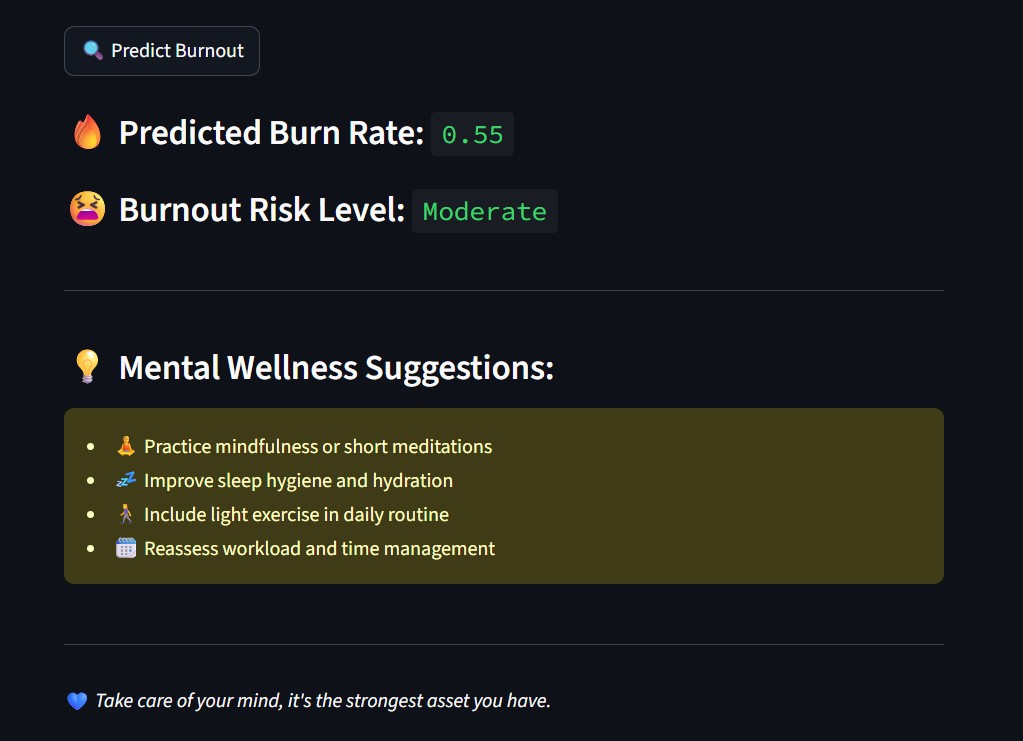 🔍 Predict Burnout
🔥 Predicted Burn Rate: 0.55
😫 Burnout Risk Level: Moderate
💡 Mental Wellness Suggestions:
• 🧘 Practice mindfulness or short meditations
• 💤 Improve sleep hygiene and hydration
• 🚶 Include light exercise in daily routine
• 🗓️ Reassess workload and time management
💙 Take care of your mind, it's the strongest asset you have.